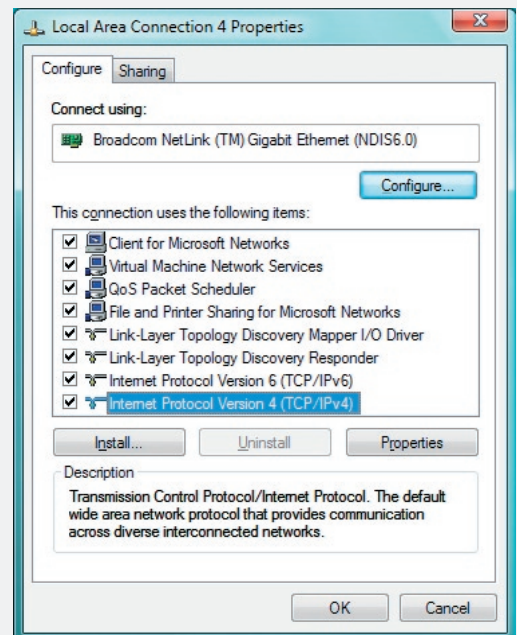 Local Area Connection 4 Properties
Configure
Sharing
Connect using:
Broadcom NetLink (TM) Gigabit Ethernet (NDIS6.0)
Configure...
This connection uses the following items:
Client for Microsoft Networks
Virtual Machine Network Services
QoS Packet Scheduler
File and Printer Sharing for Microsoft Networks
Link-Layer Topology Discovery Mapper I/O Driver
Link-Layer Topology Discovery Responder
Internet Protocol Version 6 (TCP/IPv6)
Internet Protocol Version 4 (TCP/IPv4)
Install...
Uninstall
Properties
Description
Transmission Control Protocol/Internet Protocol. The default
wide area network protocol that provides communication
across diverse interconnected networks.
OK
Cancel